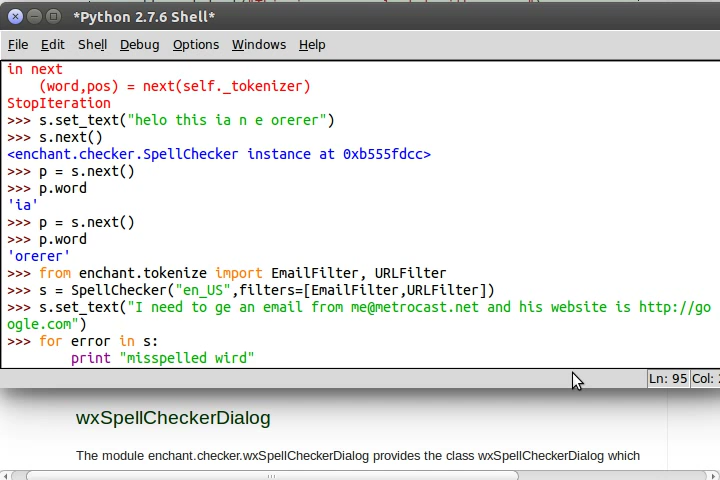 *Python 2.7.6 Shell*
File Edit Shell Debug Options Windows Help
in next
(word,pos) = next(self._tokenizer)
StopIteration
>>> s.set_text("helo this ia n e orerer")
>>> s.next()
<enchant.checker.SpellChecker instance at 0xb555fdcc>
>>> p = s.next()
>>> p.word
'ia'
>>> p = s.next()
>>> p.word
'orerer'
>>> from enchant.tokenize import EmailFilter, URLFilter
>>> s = SpellChecker("en_US",filters=[EmailFilter,URLFilter])
>>> s.set_text("I need to ge an email from me@metrocast.net and his website is http://go
ogle.com")
>>> for error in s:
print "misspelled wird"
Ln: 95 Col:
wxSpellCheckerDialog
The module enchant.checker.wxSpellCheckerDialog provides the class wxSpellCheckerDialog which